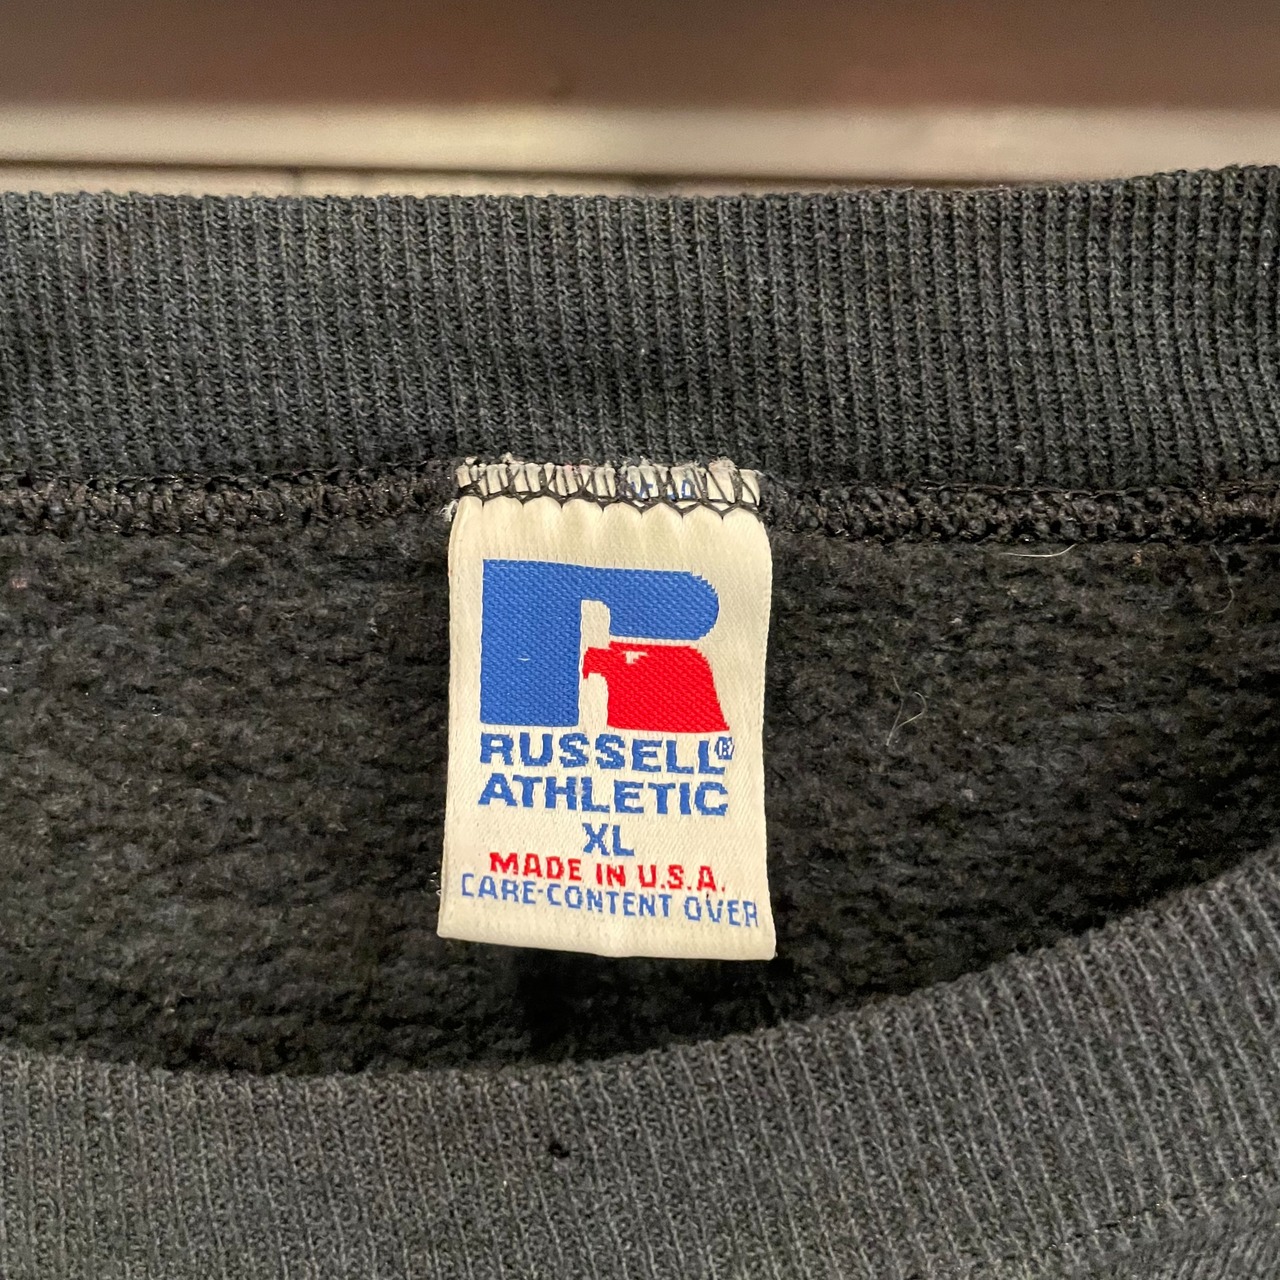 R
RUSSELL®
ATHLETIC
XL
MADE IN U.S.A.
CARE-CONTENT OVER